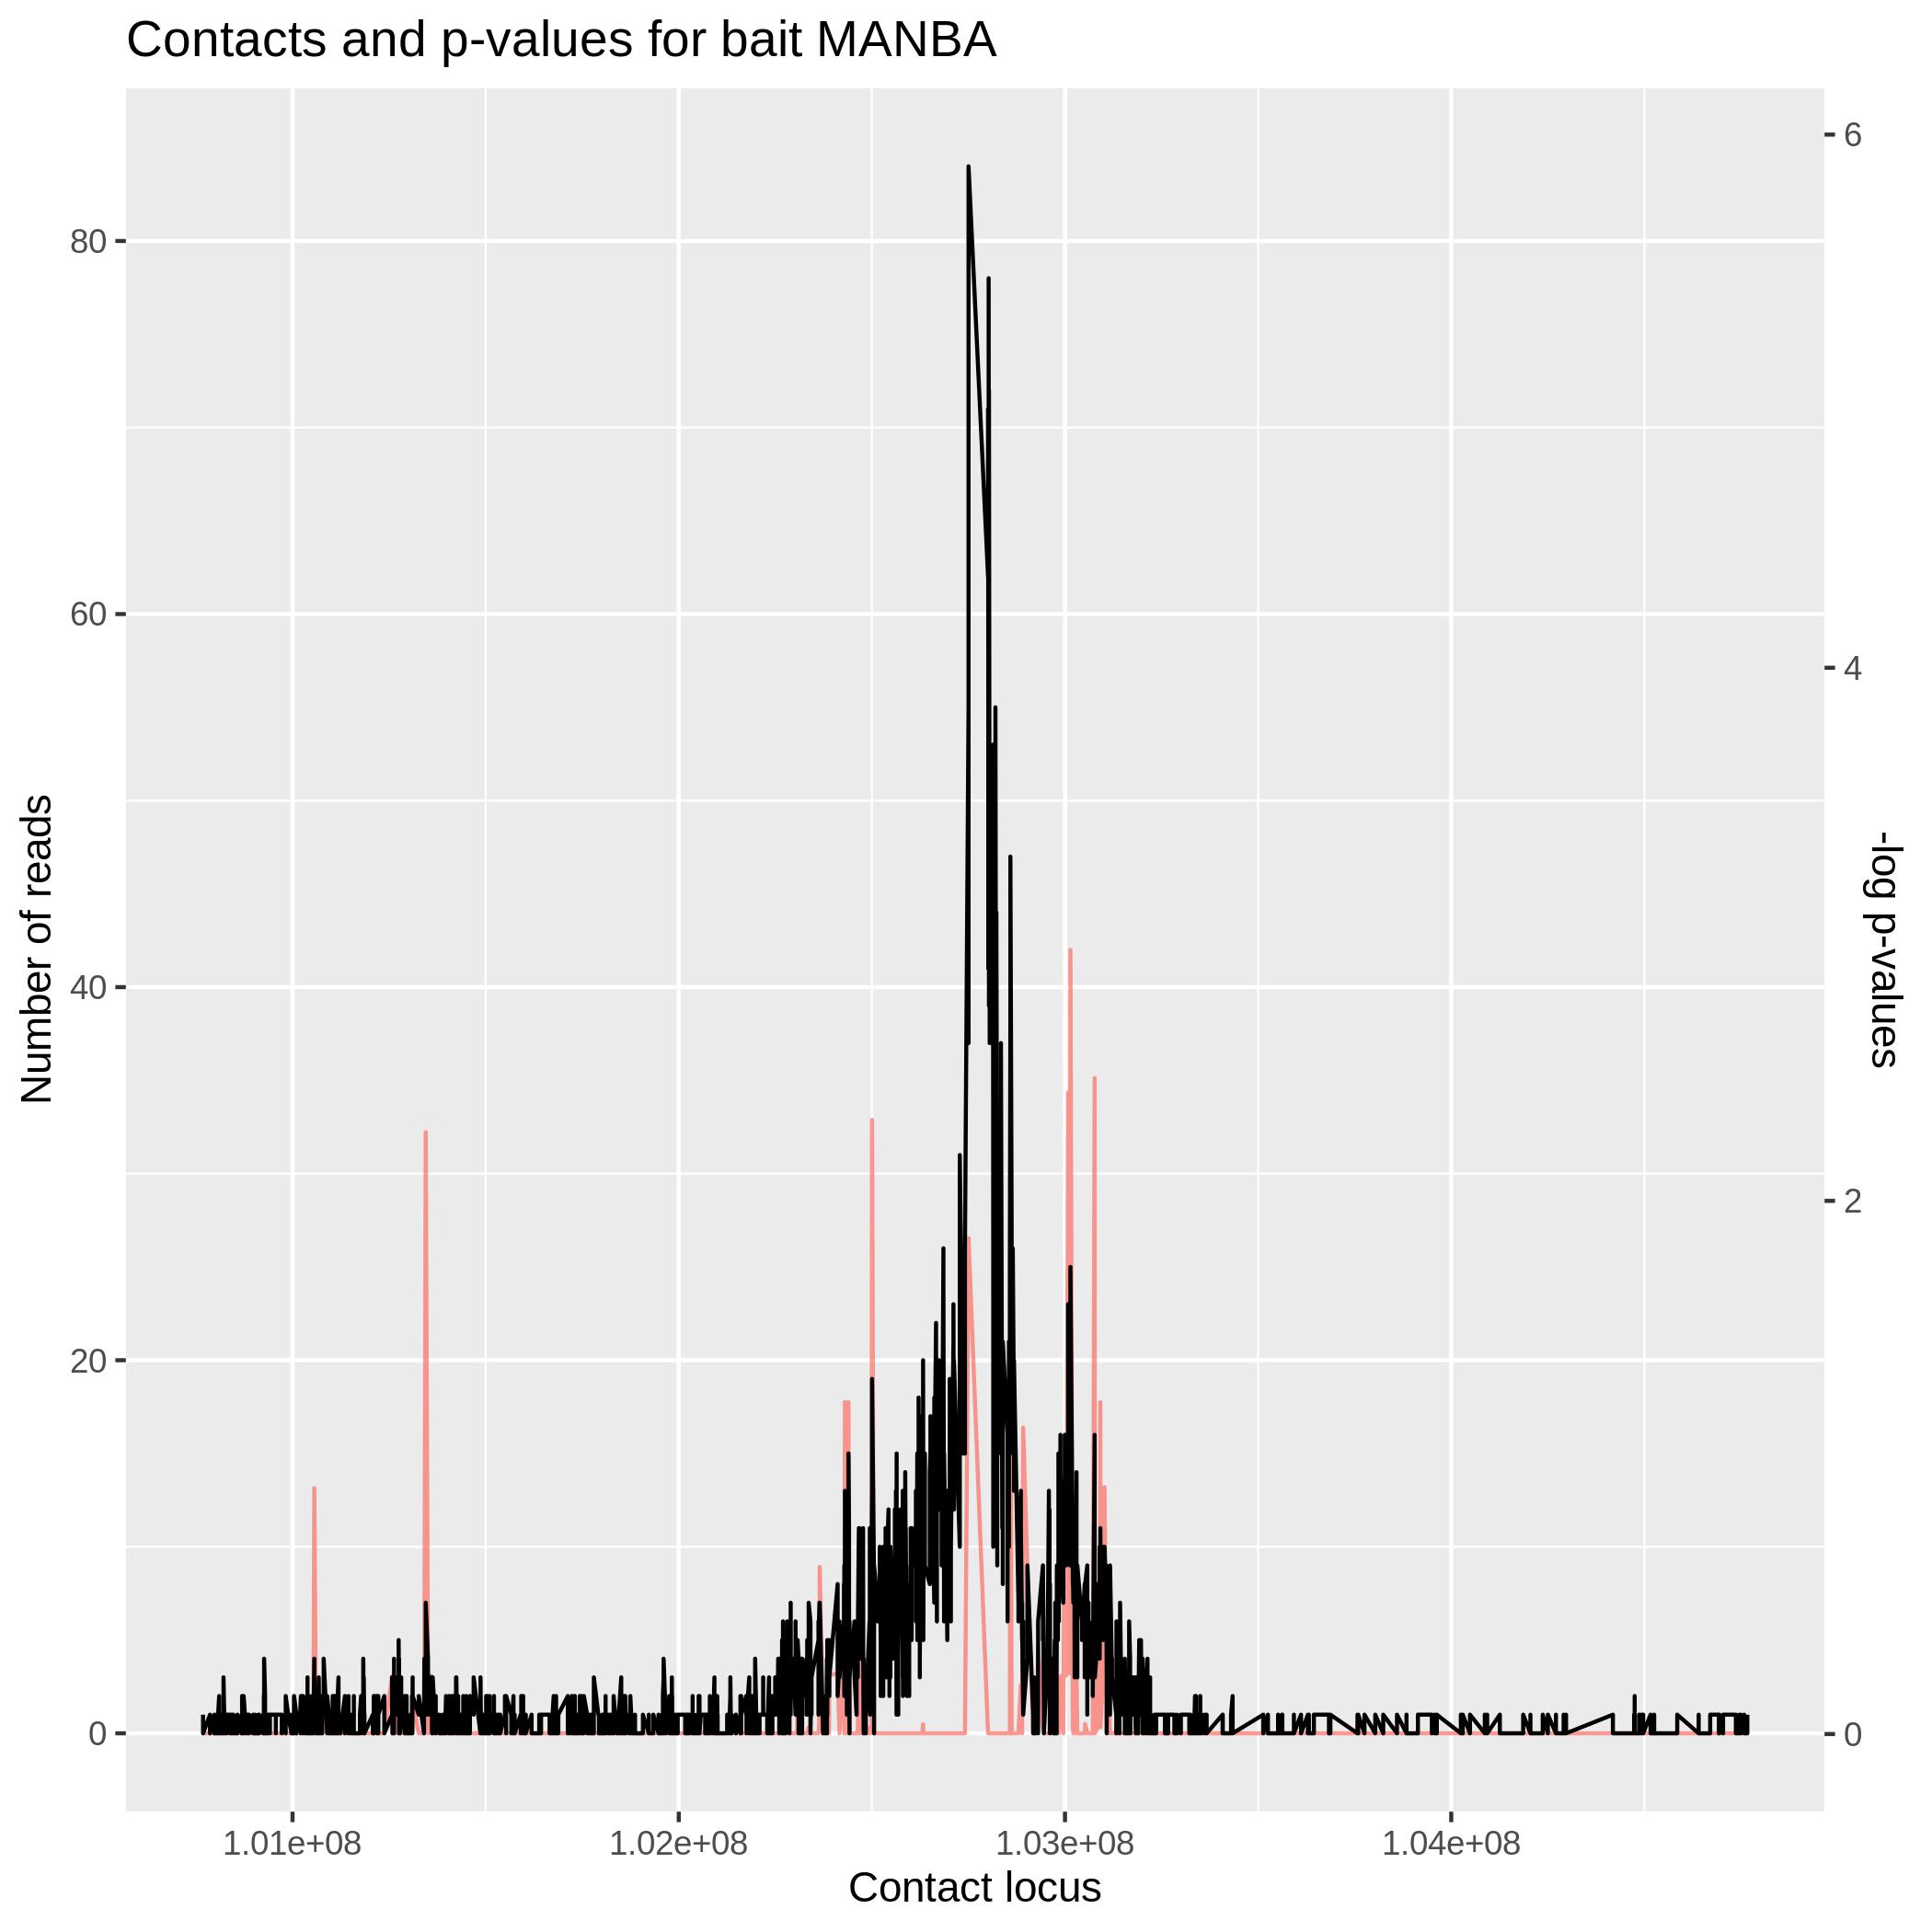 Contacts and p-values for bait MANBA
6
80
4
60
Number of reads
-log p-values
40
2
20
0
0
1.01e+08
1.02e+08
1.03e+08
1.04e+08
Contact locus